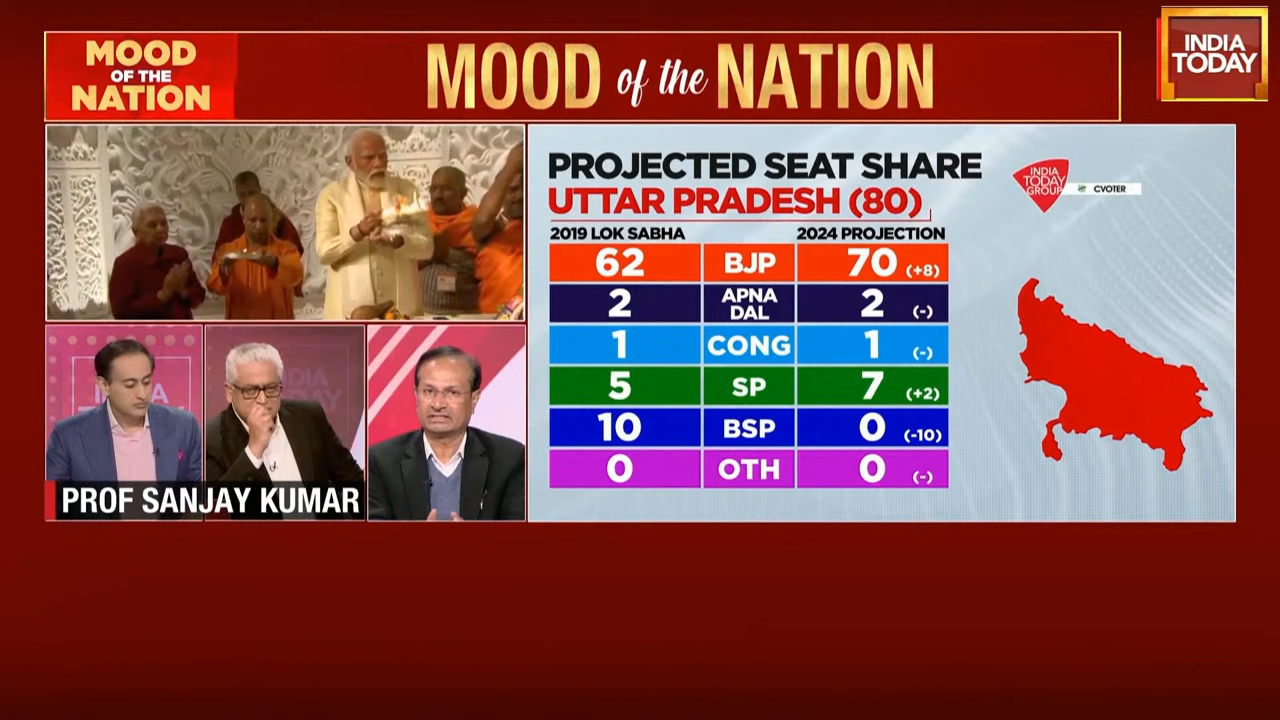 MOOD
OF THE
NATION
MOOD of the NATION
INDIA
TODAY
PROJECTED SEAT SHARE
UTTAR PRADESH (80)
INDIA
TODAY
GROUP
CVOTER
2019 LOK SABHA 2024 PROJECTION
62 BJP 70 (+8)
2 APNA DAL 2 (-)
1 CONG 1 (-)
5 SP 7 (+2)
10 BSP 0 (-10)
0 OTH 0 (-)
PROF SANJAY KUMAR